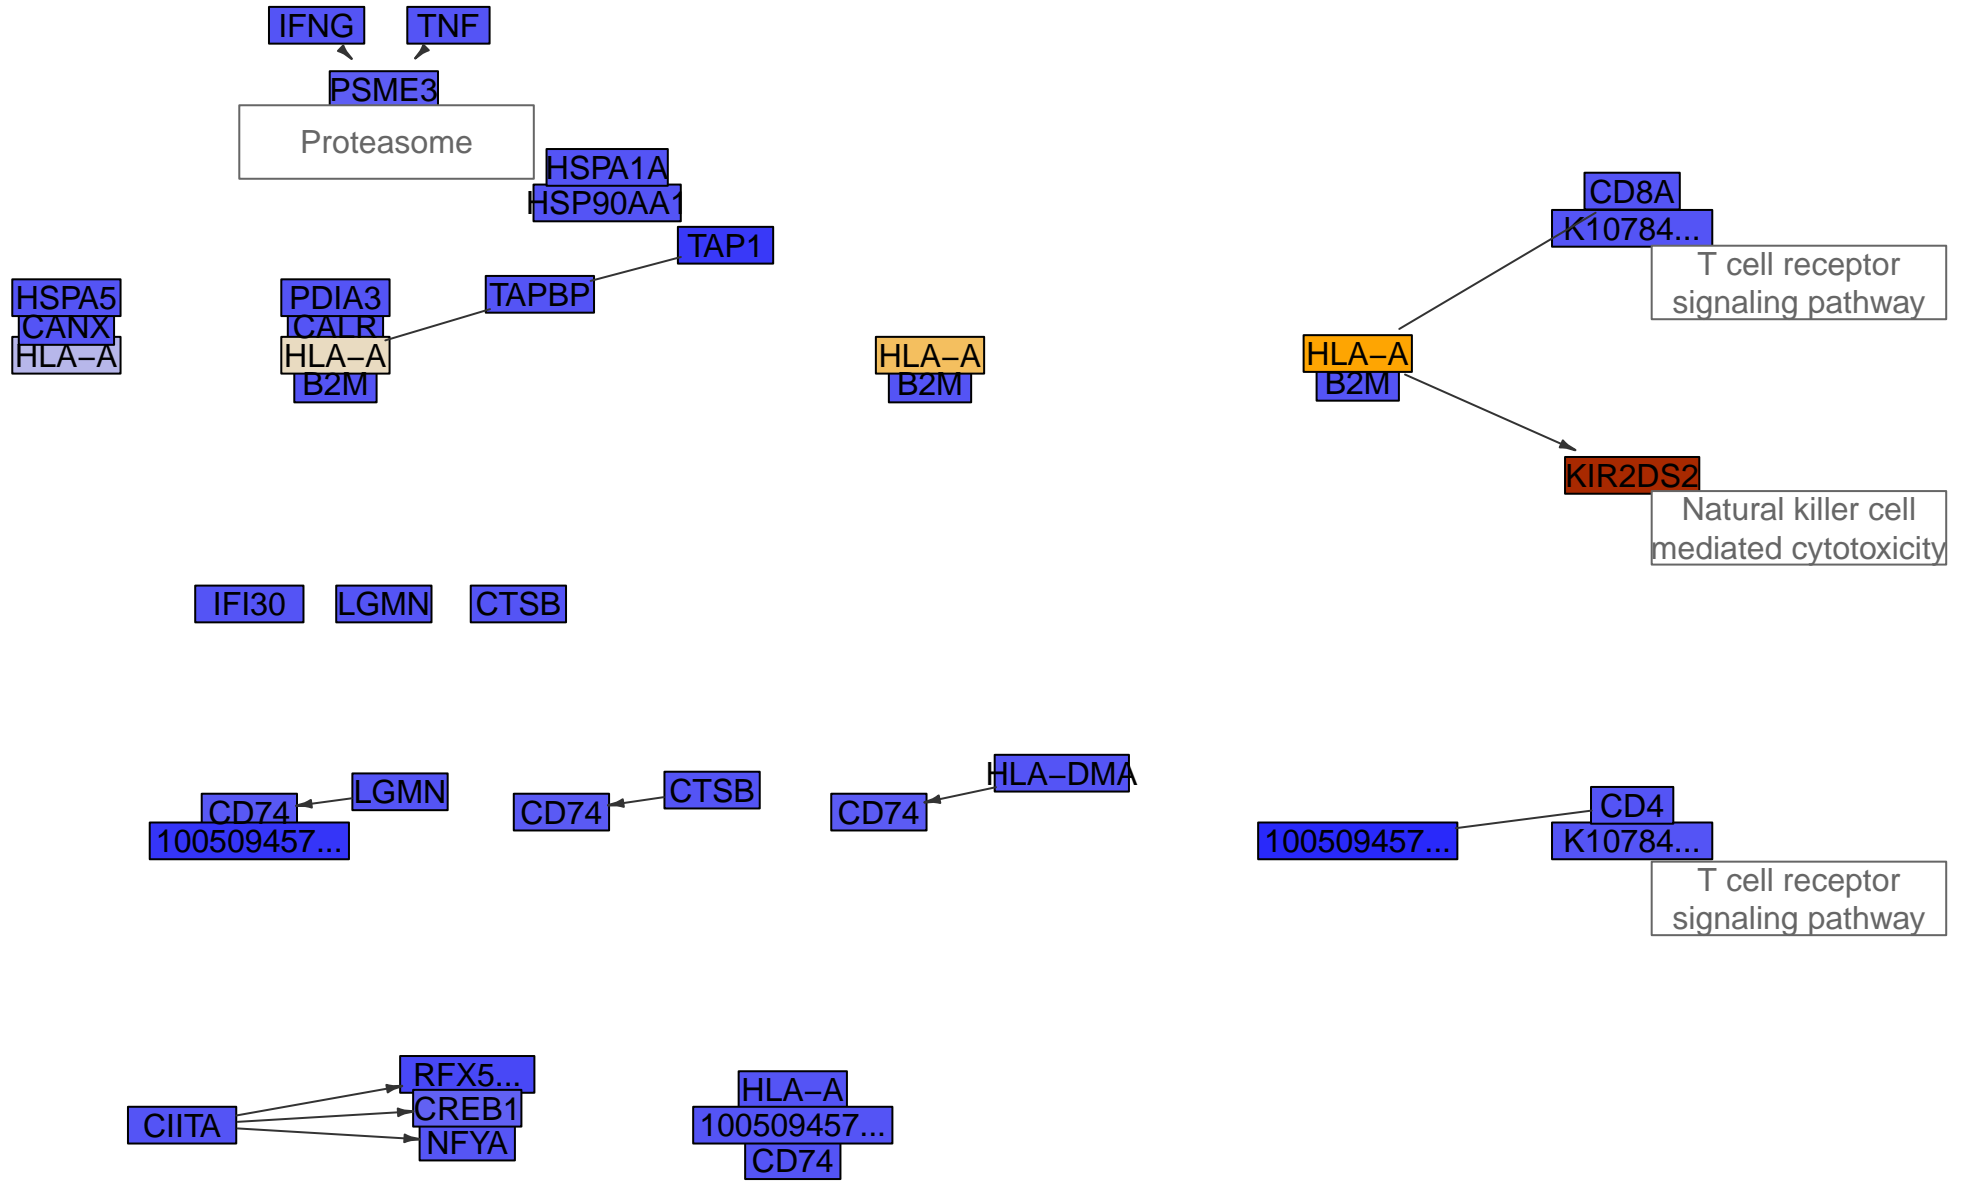 IFNG
TNF
PSME3
Proteasome
HSPA1A
HSP90AA1
TAP1
TAPBP
CD8A
K10784...
T cell receptor
signaling pathway
HSPA5
CANX
HLA−A
PDIA3
CALR
HLA−A
B2M
HLA−A
B2M
HLA−A
B2M
KIR2DS2
Natural killer cell
mediated cytotoxicity
IFI30
LGMN
CTSB
CD74
LGMN
100509457...
CD74
CTSB
CD74
HLA−DMA
100509457...
CD4
K10784...
T cell receptor
signaling pathway
CIITA
RFX5...
CREB1
NFYA
HLA−A
100509457...
CD74